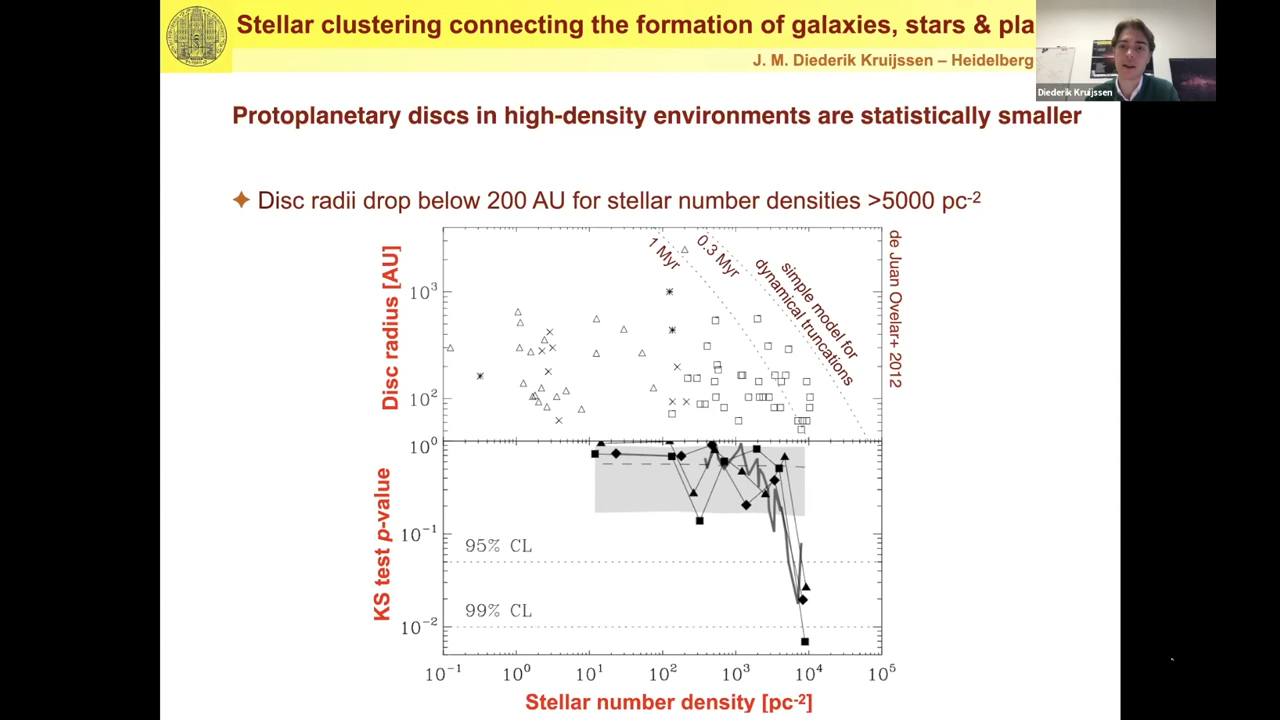 Stellar clustering connecting the formation of galaxies, stars & pla
J. M. Diederik Kruijssen – Heidelberg
Diederik Kruijssen
Protoplanetary discs in high-density environments are statistically smaller
Disc radii drop below 200 AU for stellar number densities >5000 pc-2
Disc radius [AU]
10³
10²
1 Myr
0.3 Myr
simple model for
dynamical truncations
de Juan Ovelar+ 2012
KS test p-value
10⁰
10⁻¹
10⁻²
95% CL
99% CL
10⁻¹ 10⁰ 10¹ 10² 10³ 10⁴ 10⁵
Stellar number density [pc-2]